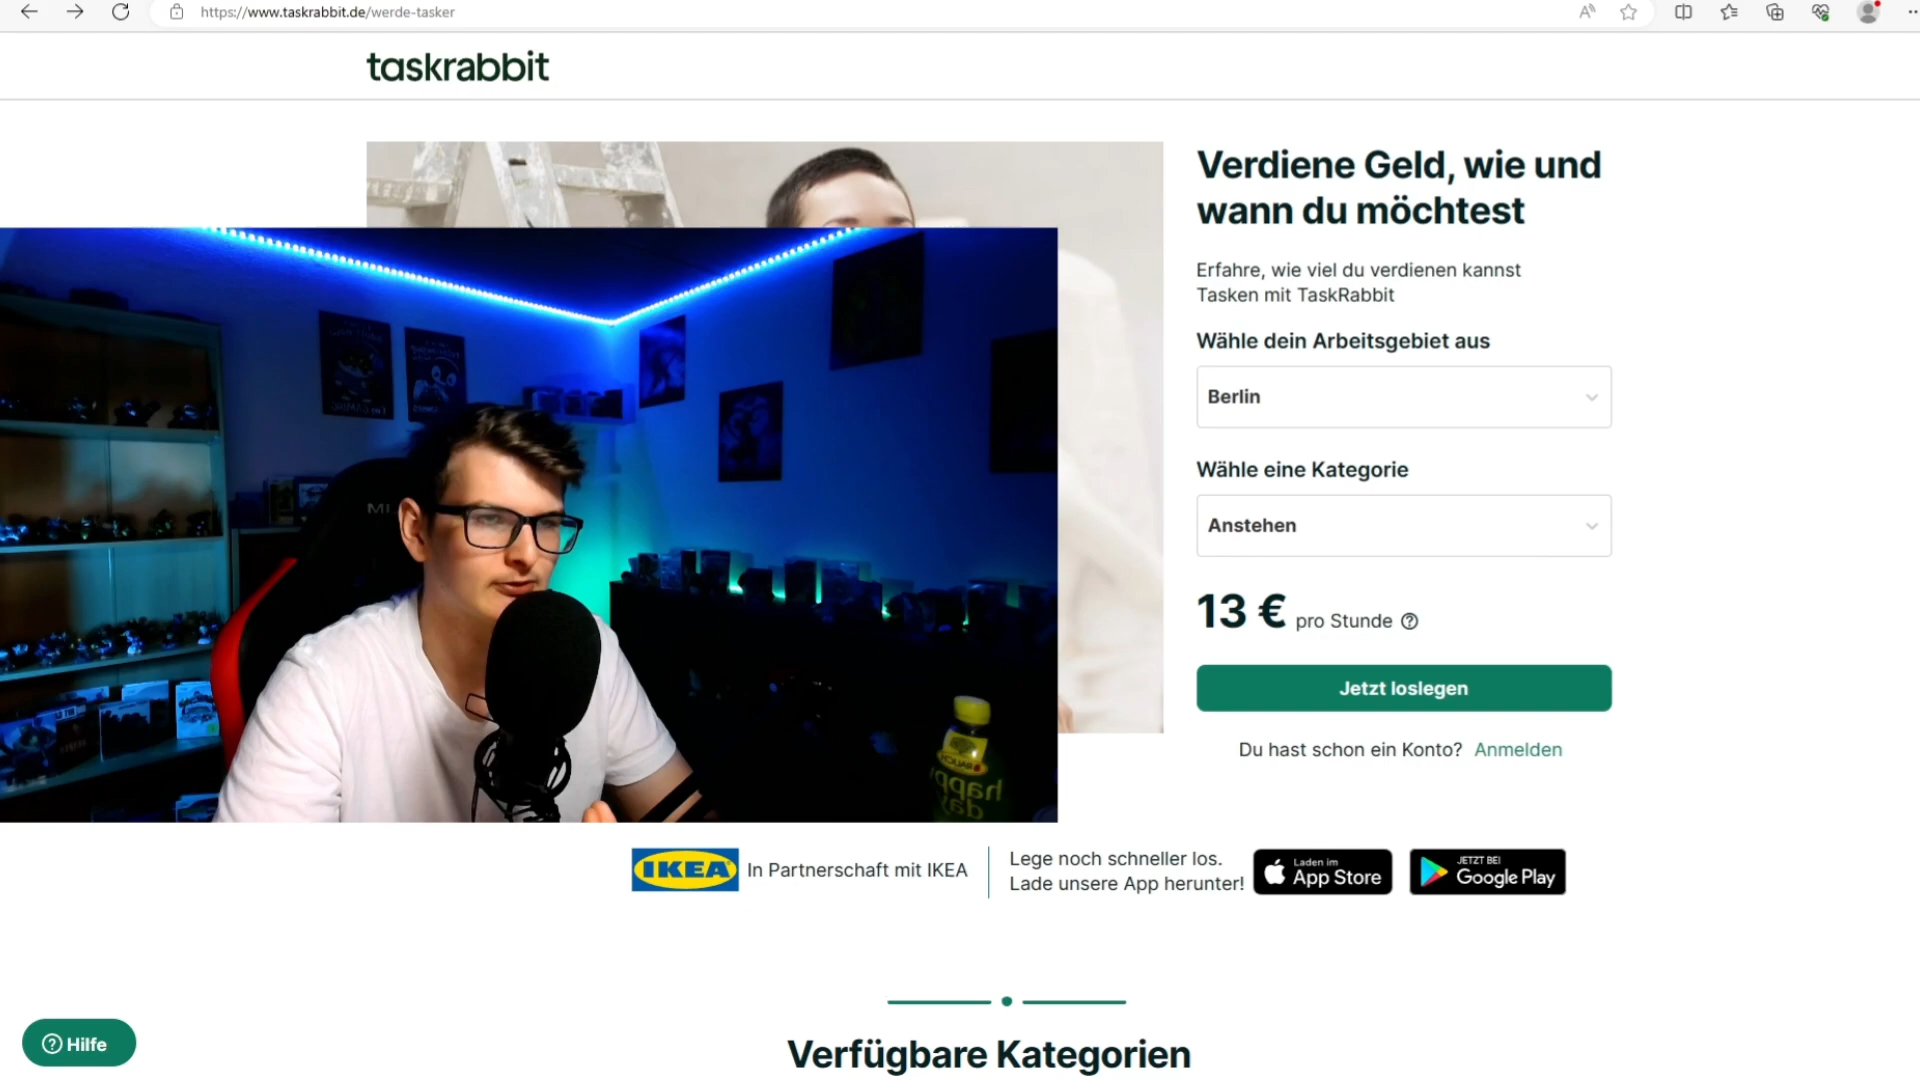 https://www.taskrabbit.de/werde-tasker
taskrabbit
Verdiene Geld, wie und
wann du möchtest
Erfahre, wie viel du verdienen kannst
Tasken mit TaskRabbit
Wähle dein Arbeitsgebiet aus
Berlin
Wähle eine Kategorie
Anstehen
13 € pro Stunde
Jetzt loslegen
Du hast schon ein Konto? Anmelden
happy
day
IKEA
In Partnerschaft mit IKEA
Lege noch schneller los.
Lade unsere App herunter!
Laden im
App Store
JETZT BEI
Google Play
Hilfe
Verfügbare Kategorien